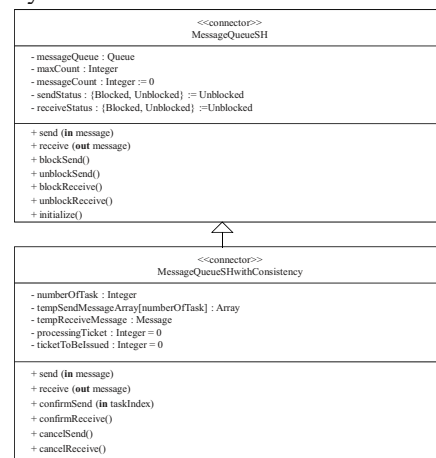 <<connector>>
MessageQueueSH
- messageQueue : Queue
- maxCount : Integer
- messageCount : Integer := 0
- sendStatus : {Blocked, Unblocked} := Unblocked
- receiveStatus : {Blocked, Unblocked} :=Unblocked
+ send (in message)
+ receive (out message)
+ blockSend()
+ unblockSend()
+ blockReceive()
+ unblockReceive()
+ initialize()
<<connector>>
MessageQueueSHwithConsistency
- numberOfTask : Integer
- tempSendMessageArray[numberOfTask] : Array
- tempReceiveMessage : Message
- processingTicket : Integer = 0
- ticketToBeIssued : Integer = 0
+ send (in message)
+ receive (out message)
+ confirmSend (in taskIndex)
+ confirmReceive()
+ cancelSend()
+ cancelReceive()